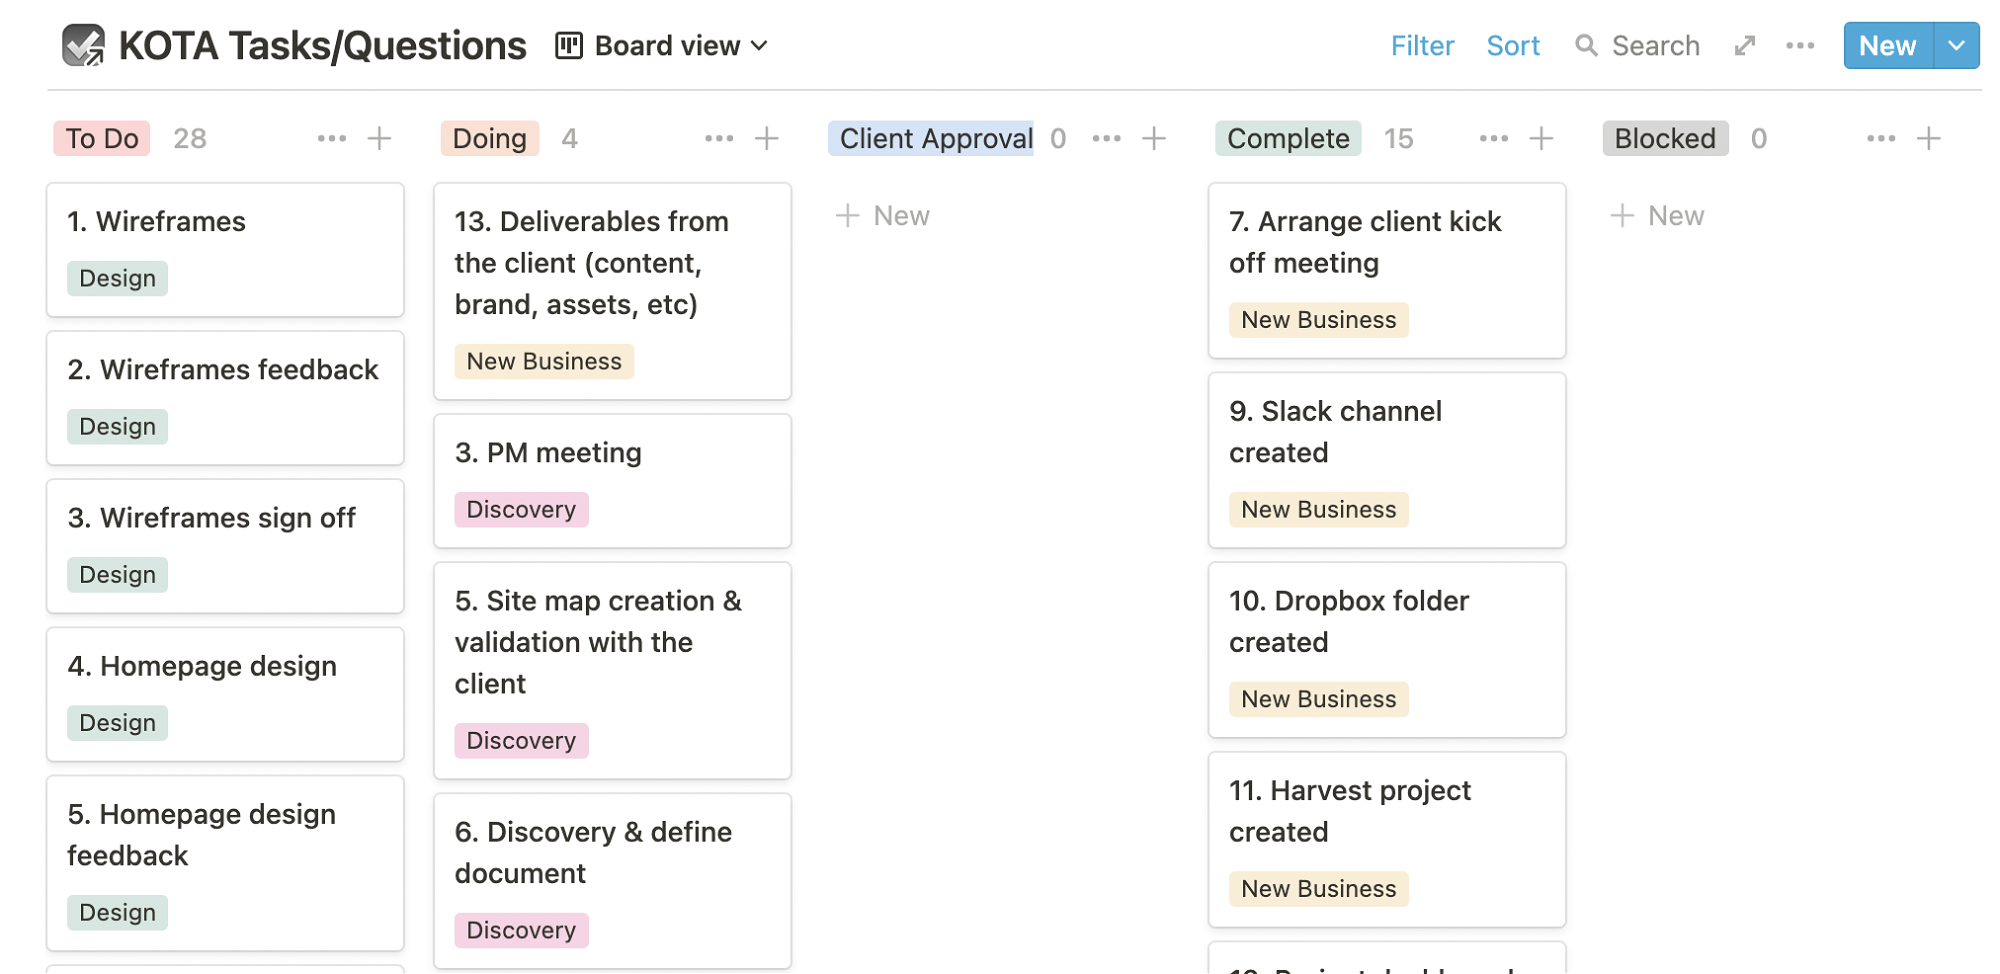 KOTA Tasks/Questions
Board view
Filter
Sort
Search
New
To Do 28
1. Wireframes
Design
2. Wireframes feedback
Design
3. Wireframes sign off
Design
4. Homepage design
Design
5. Homepage design
feedback
Design
Doing 4
13. Deliverables from
the client (content,
brand, assets, etc)
New Business
3. PM meeting
Discovery
5. Site map creation &
validation with the
client
Discovery
6. Discovery & define
document
Discovery
Client Approval 0
+ New
Complete 15
7. Arrange client kick
off meeting
New Business
9. Slack channel
created
New Business
10. Dropbox folder
created
New Business
11. Harvest project
created
New Business
Blocked 0
+ New